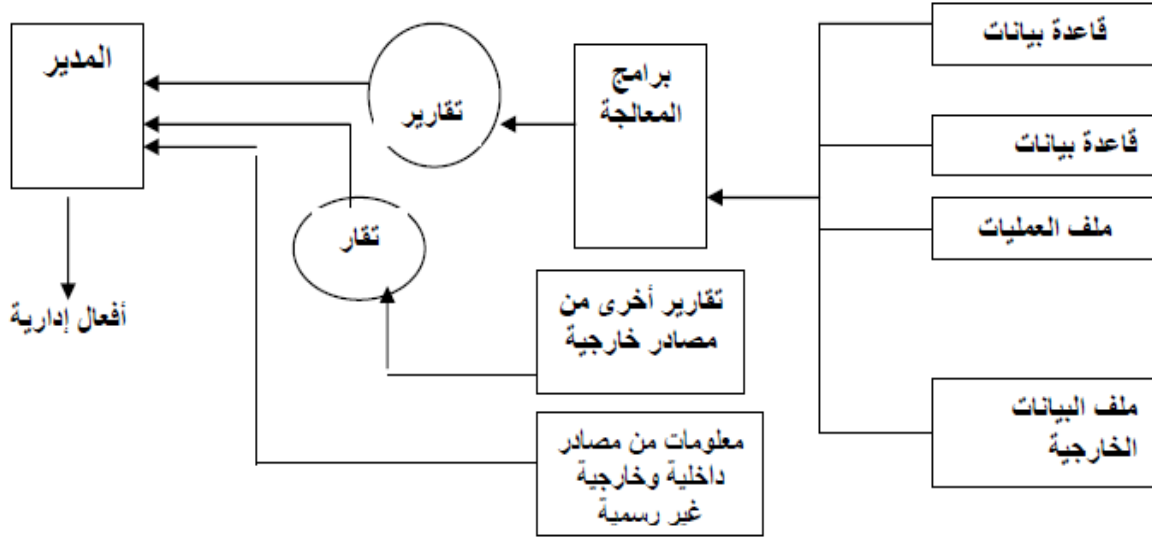 قاعدة بيانات
قاعدة بيانات
ملف العمليات
ملف البيانات
الخارجية
برامج
المعالجة
تقارير
المدير
تقار
تقارير أخرى من
مصادر خارجية
معلومات من مصادر
داخلية وخارجية
غير رسمية
أفعال إدارية